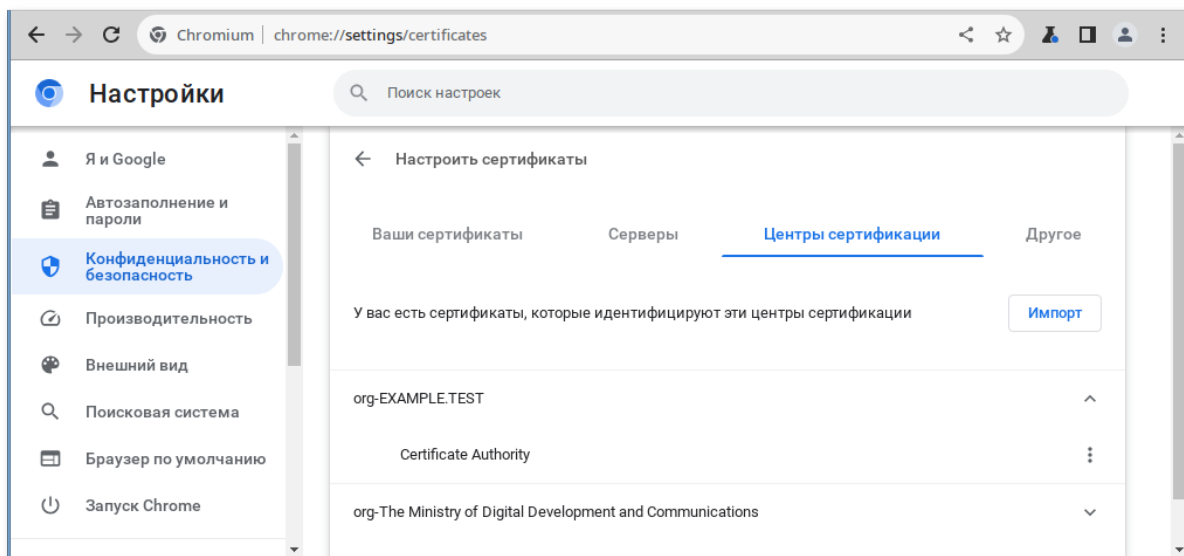 Chromium | chrome://settings/certificates
Настройки
Поиск настроек
Я и Google
Автозаполнение и
пароли
Конфиденциальность и
безопасность
Производительность
Внешний вид
Поисковая система
Браузер по умолчанию
Запуск Chrome
Настроить сертификаты
Ваши сертификаты
Серверы
Центры сертификации
Другое
У вас есть сертификаты, которые идентифицируют эти центры сертификации
Импорт
org-EXAMPLE.TEST
Certificate Authority
org-The Ministry of Digital Development and Communications